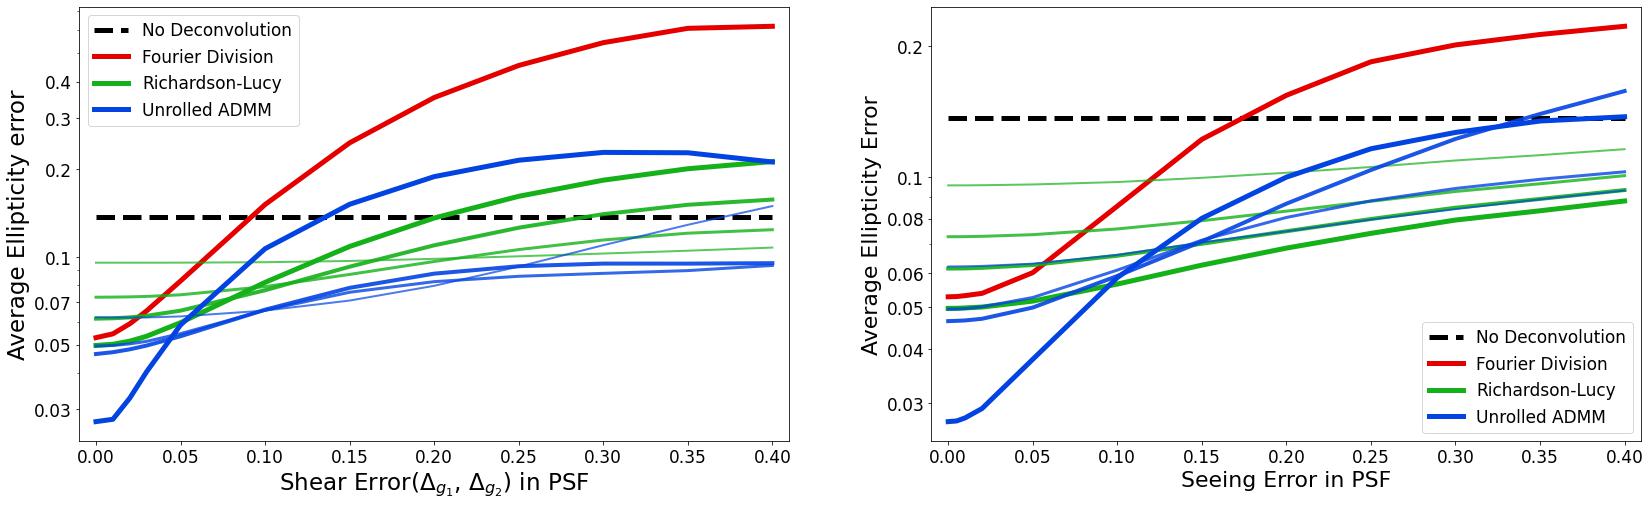 Average Ellipticity error
0.4
0.3
0.2
0.1
0.07
0.05
0.03
No Deconvolution
Fourier Division
Richardson-Lucy
Unrolled ADMM
0.00 0.05 0.10 0.15 0.20 0.25 0.30 0.35 0.40
Shear Error(Δg₁, Δg₂) in PSF
Average Ellipticity Error
0.2
0.1
0.08
0.06
0.05
0.04
0.03
No Deconvolution
Fourier Division
Richardson-Lucy
Unrolled ADMM
0.00 0.05 0.10 0.15 0.20 0.25 0.30 0.35 0.40
Seeing Error in PSF